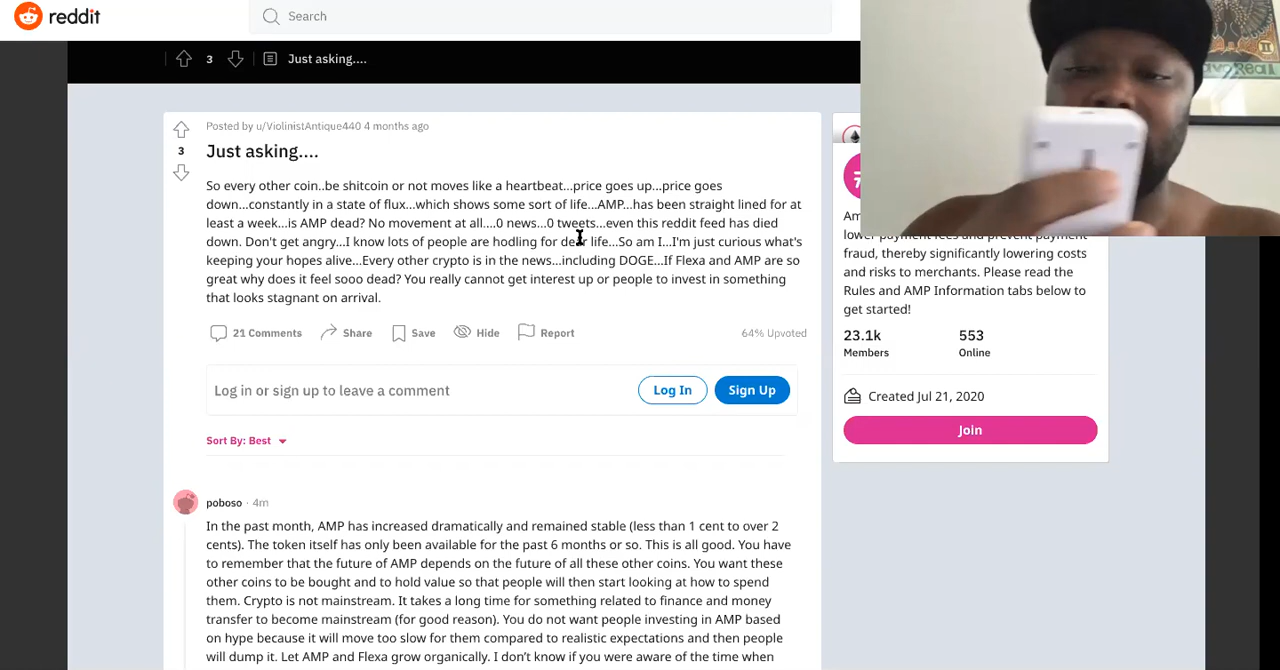 reddit
Search
3
Just asking....
Posted by u/ViolinistAntique440 4 months ago
3
Just asking....
So every other coin..be shitcoin or not moves like a heartbeat...price goes up...price goes
down...constantly in a state of flux...which shows some sort of life...AMP...has been straight lined for at
least a week...is AMP dead? No movement at all....0 news...0 tweets...even this reddit feed has died
down. Don't get angry...I know lots of people are hodling for dear life...So am I...I'm just curious what's
keeping your hopes alive...Every other crypto is in the news...including DOGE...If Flexa and AMP are so
great why does it feel sooo dead? You really cannot get interest up or people to invest in something
that looks stagnant on arrival.
21 Comments
Share
Save
Hide
Report
64% Upvoted
Log in or sign up to leave a comment
Log In
Sign Up
Sort By: Best
poboso · 4m
In the past month, AMP has increased dramatically and remained stable (less than 1 cent to over 2
cents). The token itself has only been available for the past 6 months or so. This is all good. You have
to remember that the future of AMP depends on the future of all these other coins. You want these
other coins to be bought and to hold value so that people will then start looking at how to spend
them. Crypto is not mainstream. It takes a long time for something related to finance and money
transfer to become mainstream (for good reason). You do not want people investing in AMP based
on hype because it will move too slow for them compared to realistic expectations and then people
will dump it. Let AMP and Flexa grow organically. I don't know if you were aware of the time when
lower payment fees and prevent payment
fraud, thereby significantly lowering costs
and risks to merchants. Please read the
Rules and AMP Information tabs below to
get started!
23.1k
Members
553
Online
Created Jul 21, 2020
Join